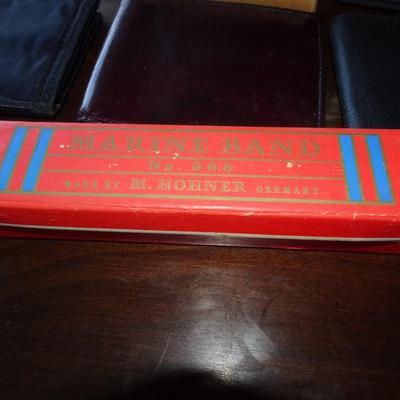 MARINE BAND
No. 365
MADE BY M. HOHNER GERMANY